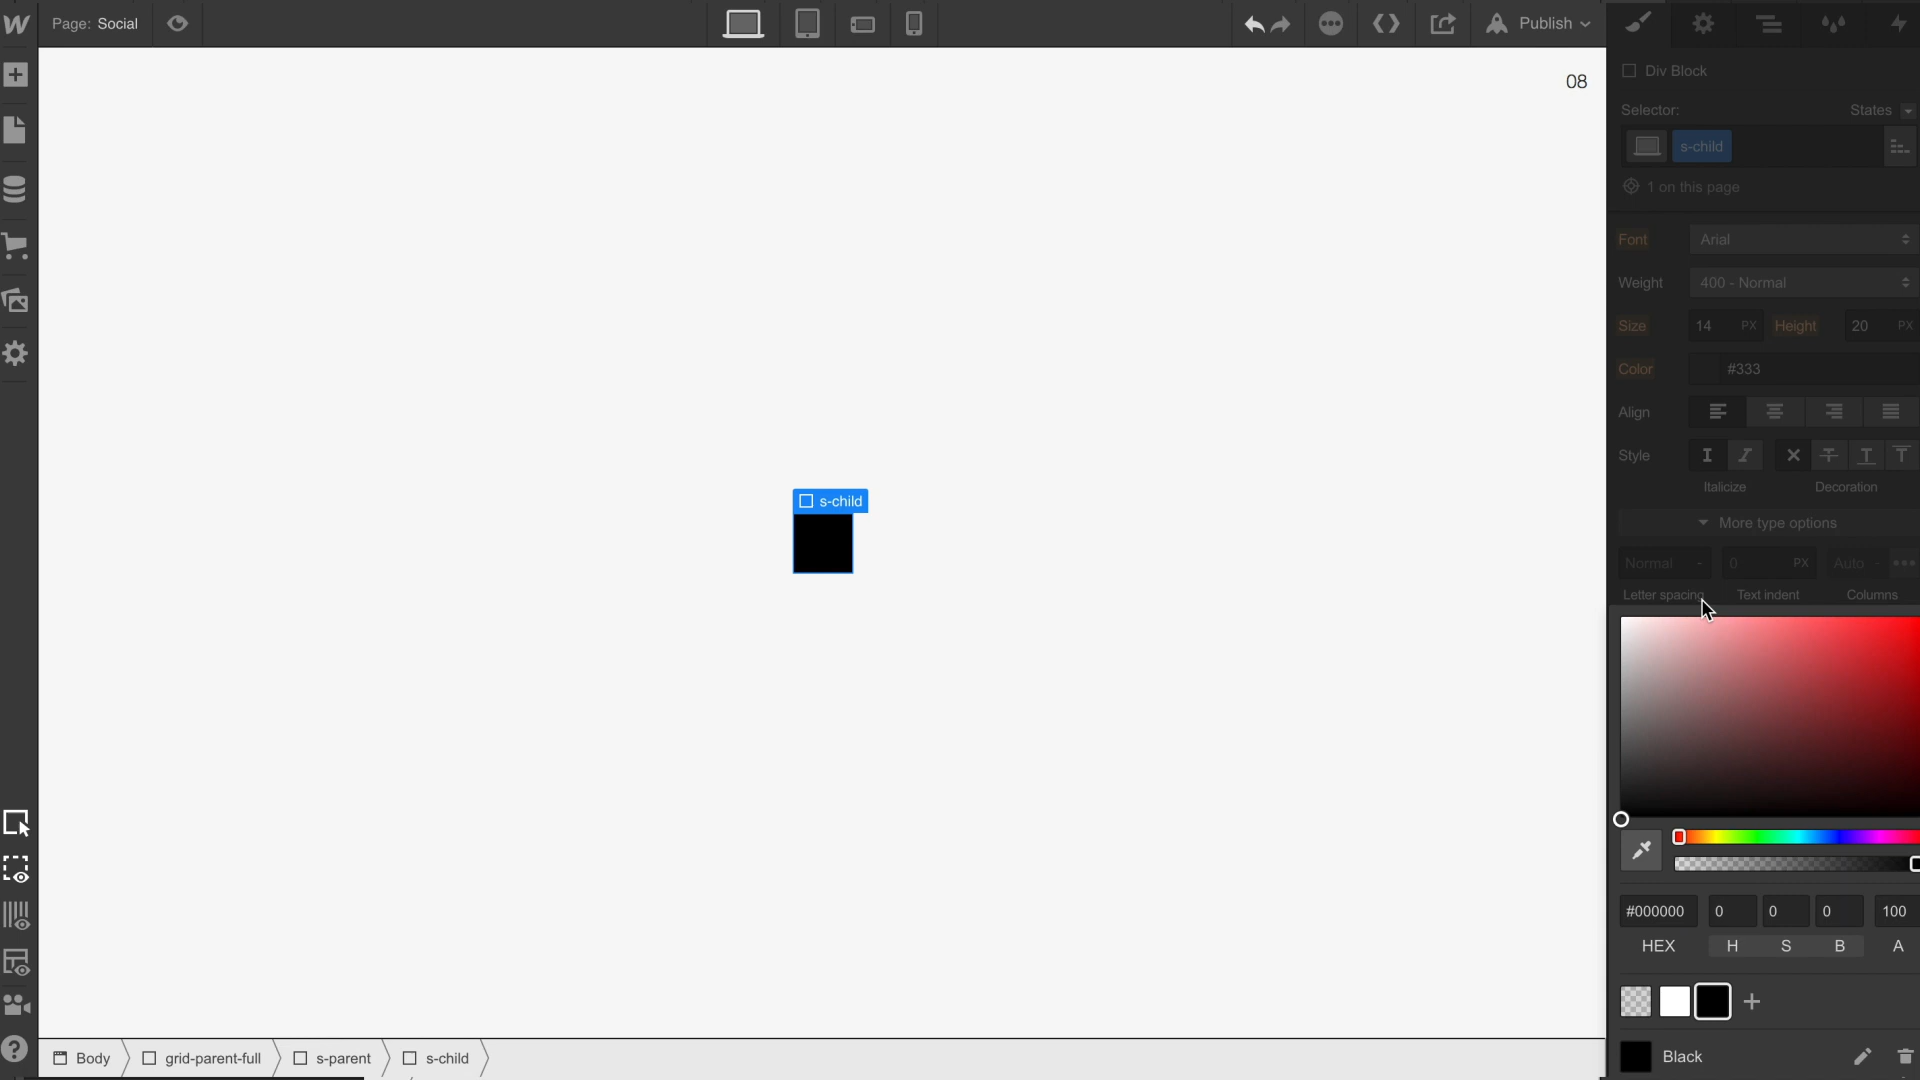 Page: Social
Publish
08
Div Block
Selector:
States
s-child
1 on this page
Font
Arial
Weight
400 - Normal
Size
14
PX
Height
20
PX
Color
#333
Align
Style
Italicize
Decoration
More type options
Normal
0
PX
Auto
Letter spacing
Text indent
Columns
s-child
#000000
0
0
0
100
HEX
H
S
B
A
Black
Body
grid-parent-full
s-parent
s-child